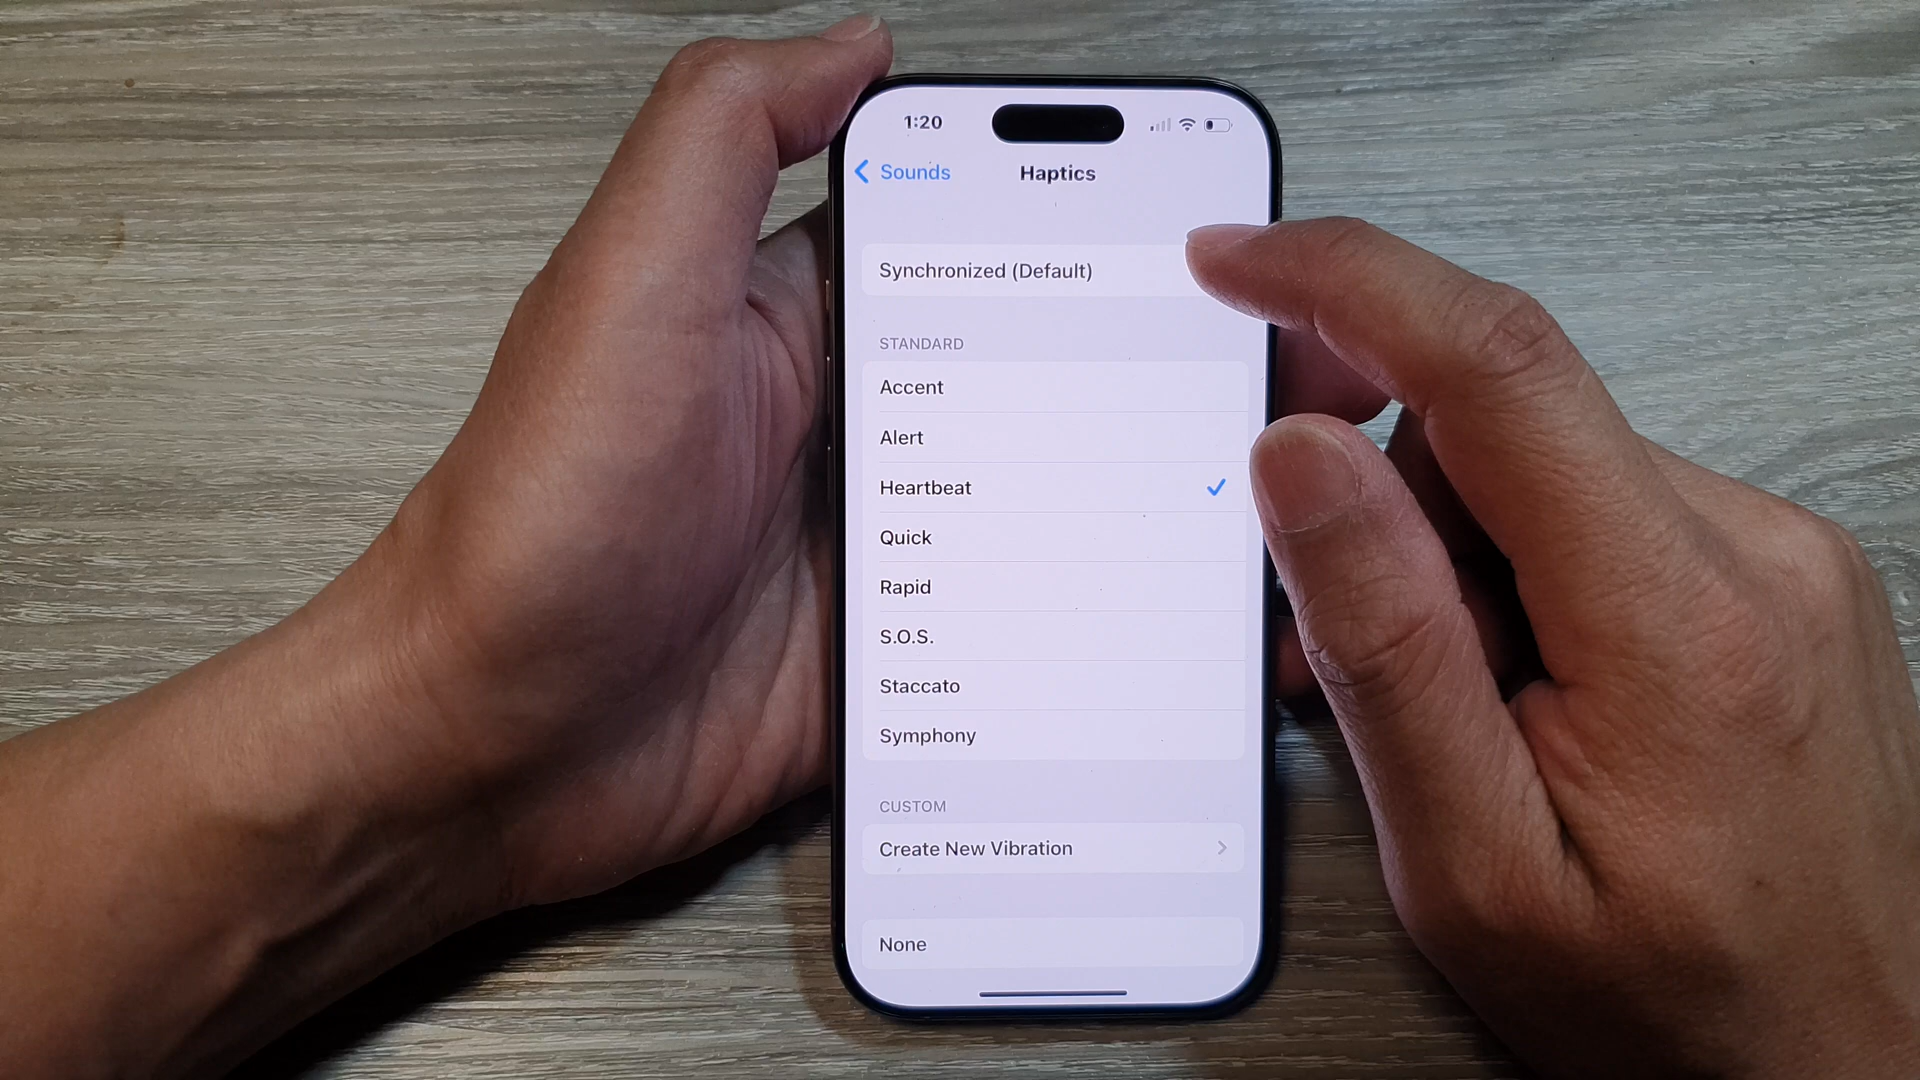 1:20
Sounds
Haptics
Synchronized (Default)
STANDARD
Accent
Alert
Heartbeat
Quick
Rapid
S.O.S.
Staccato
Symphony
CUSTOM
Create New Vibration
None